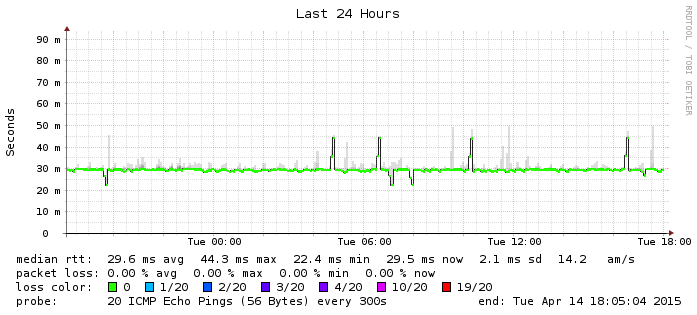 Last 24 Hours
RRDTOOL / TOBI OETIKER
Seconds
90 m
80 m
70 m
60 m
50 m
40 m
30 m
20 m
10 m
0
Tue 00:00 Tue 06:00 Tue 12:00 Tue 18:00
median rtt: 29.6 ms avg 44.3 ms max 22.4 ms min 29.5 ms now 2.1 ms sd 14.2 am/s
packet loss: 0.00 % avg 0.00 % max 0.00 % min 0.00 % now
loss color: 0 1/20 2/20 3/20 4/20 10/20 19/20
probe: 20 ICMP Echo Pings (56 Bytes) every 300s end: Tue Apr 14 18:05:04 2015